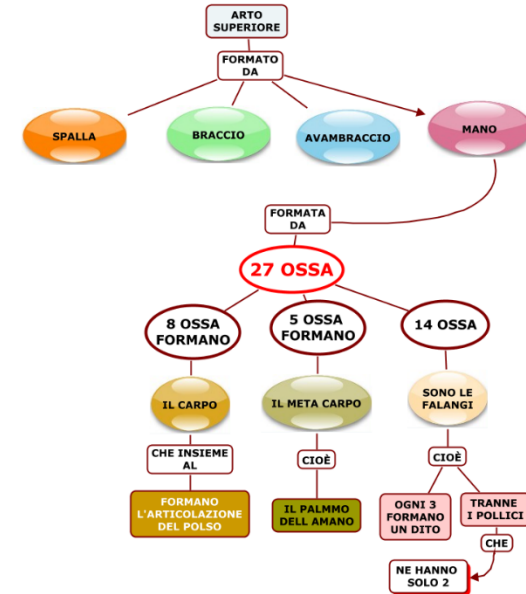 ARTO
SUPERIORE
FORMATO
DA
SPALLA
BRACCIO
AVAMBRACCIO
MANO
FORMATA
DA
27 OSSA
8 OSSA
FORMANO
5 OSSA
FORMANO
14 OSSA
IL CARPO
IL META CARPO
SONO LE
FALANGI
CHE INSIEME
AL
CIOÈ
CIOÈ
FORMANO
L'ARTICOLAZIONE
DEL POLSO
IL PALMMO
DELL AMANO
OGNI 3
FORMANO
UN DITO
TRANNE
I POLLICI
CHE
NE HANNO
SOLO 2